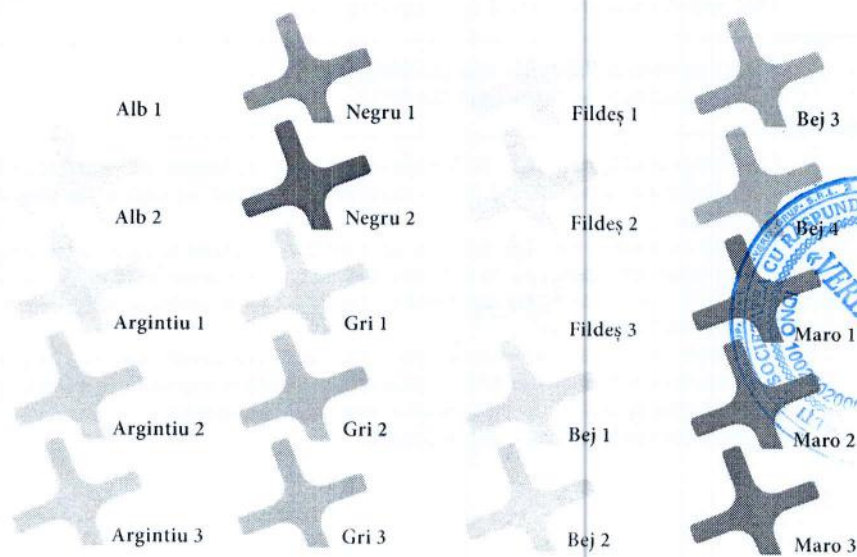 Alb 1
Negru 1
Fildeș 1
Bej 3
Alb 2
Negru 2
Fildeș 2
Bej 4
Argintiu 1
Gri 1
Fildeș 3
Maro 1
Argintiu 2
Gri 2
Bej 1
Maro 2
Argintiu 3
Gri 3
Bej 2
Maro 3
CU RĂSPUND